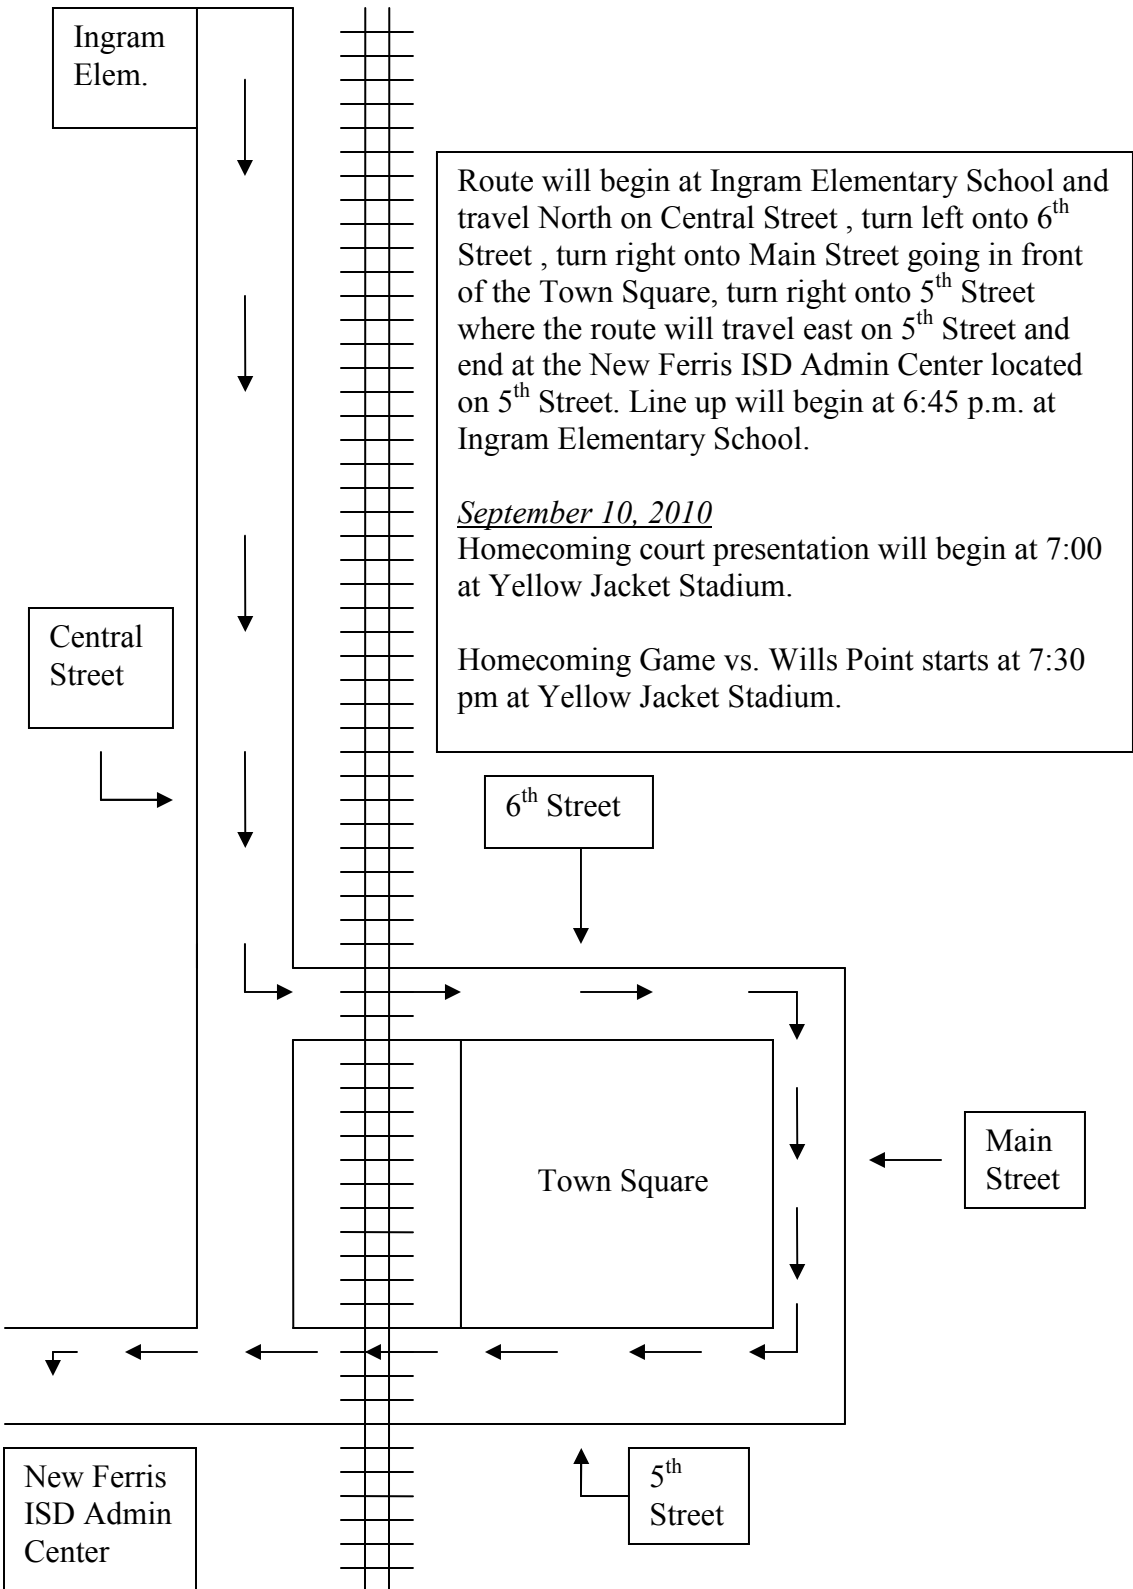 Ingram
Elem.
Route will begin at Ingram Elementary School and
travel North on Central Street , turn left onto 6th
Street , turn right onto Main Street going in front
of the Town Square, turn right onto 5th Street
where the route will travel east on 5th Street and
end at the New Ferris ISD Admin Center located
on 5th Street. Line up will begin at 6:45 p.m. at
Ingram Elementary School.
September 10, 2010
Homecoming court presentation will begin at 7:00
at Yellow Jacket Stadium.
Homecoming Game vs. Wills Point starts at 7:30
pm at Yellow Jacket Stadium.
Central
Street
6th Street
Main
Street
Town Square
5th
Street
New Ferris
ISD Admin
Center